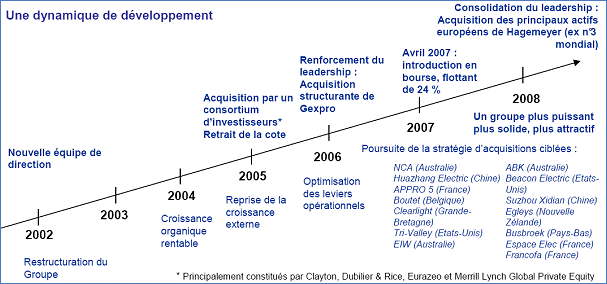 Une dynamique de développement
Consolidation du leadership :
Acquisition des principaux actifs
européens de Hagemeyer (ex n°3
mondial)
Avril 2007 :
introduction en
bourse, flottant
de 24 %
Renforcement du
leadership :
Acquisition
structurante de
Gexpro
Acquisition par un
consortium
d'investisseurs*
Retrait de la cote
Nouvelle équipe de
direction
2002
2003
2004
2005
2006
2007
2008
Restructuration du
Groupe
Croissance
organique
rentable
Reprise de la
croissance
externe
Optimisation
des leviers
opérationnels
Un groupe plus puissant
plus solide, plus attractif
Poursuite de la stratégie d'acquisitions ciblées :
NCA (Australie)
Huazhang Electric (Chine)
APPRO 5 (France)
Boutet (Belgique)
Clearlight (Grande-
Bretagne)
Tri-Valley (Etats-Unis)
EIW (Australie)
ABK (Australie)
Beacon Electric (Etats-
Unis)
Suzhou Xidian (Chine)
Egleys (Nouvelle
Zélande)
Busbroek (Pays-Bas)
Espace Elec (France)
Francofa (France)
* Principalement constitués par Clayton, Dubilier & Rice, Eurazeo et Merrill Lynch Global Private Equity